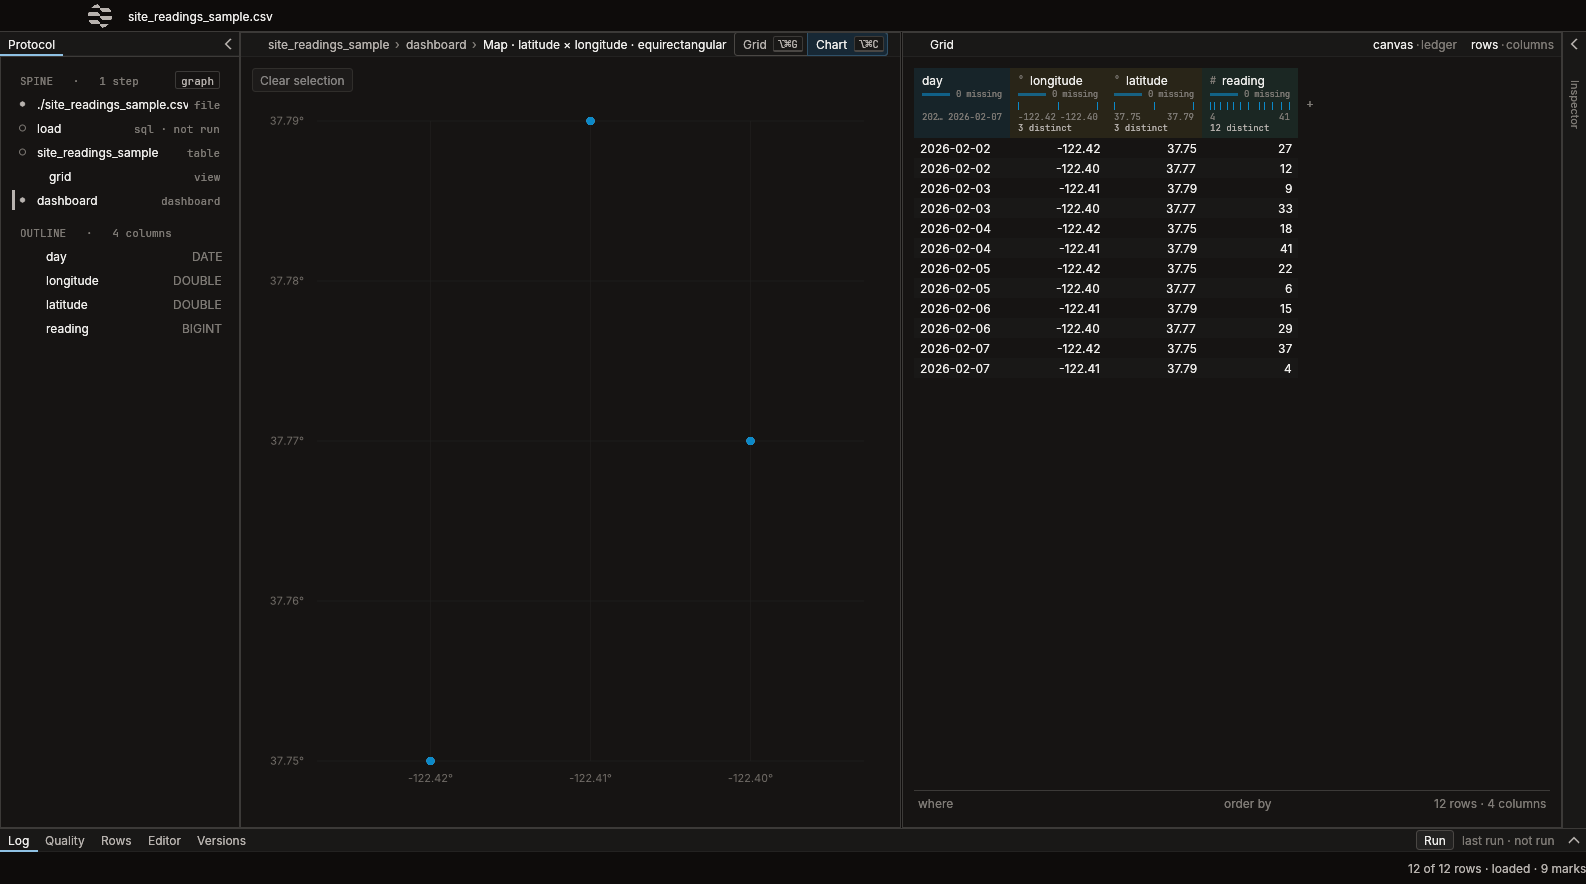 site_readings_sample.csv
Protocol
SPINE · 1 step graph
./site_readings_sample.csv file
load sql · not run
site_readings_sample table
grid view
dashboard dashboard
OUTLINE · 4 columns
day DATE
longitude DOUBLE
latitude DOUBLE
reading BIGINT
site_readings_sample › dashboard › Map · latitude × longitude · equirectangular Grid ⌥⌘G Chart ⌥⌘C
Clear selection
37.79°
37.78°
37.77°
37.76°
37.75°
-122.42° -122.41° -122.40°
Grid canvas · ledger rows · columns
day ° longitude ° latitude # reading
0 missing 0 missing 0 missing 0 missing
202… 2026-02-07 -122.42 -122.40 37.75 37.79 4 41
3 distinct 3 distinct 12 distinct
+
2026-02-02 -122.42 37.75 27
2026-02-02 -122.40 37.77 12
2026-02-03 -122.41 37.79 9
2026-02-03 -122.40 37.77 33
2026-02-04 -122.42 37.75 18
2026-02-04 -122.41 37.79 41
2026-02-05 -122.42 37.75 22
2026-02-05 -122.40 37.77 6
2026-02-06 -122.41 37.79 15
2026-02-06 -122.40 37.77 29
2026-02-07 -122.42 37.75 37
2026-02-07 -122.41 37.79 4
where order by 12 rows · 4 columns
Inspector
Log Quality Rows Editor Versions Run last run · not run
12 of 12 rows · loaded · 9 marks